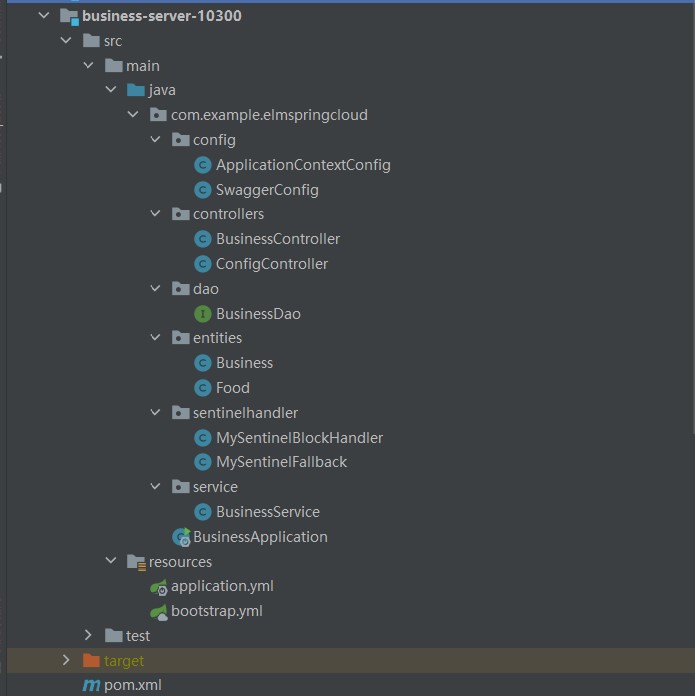 business-server-10300
src
main
java
com.example.elmspringcloud
config
C ApplicationContextConfig
C SwaggerConfig
controllers
C BusinessController
C ConfigController
dao
I BusinessDao
entities
C Business
C Food
sentinelhandler
C MySentinelBlockHandler
C MySentinelFallback
service
C BusinessService
BusinessApplication
resources
application.yml
bootstrap.yml
test
target
m pom.xml